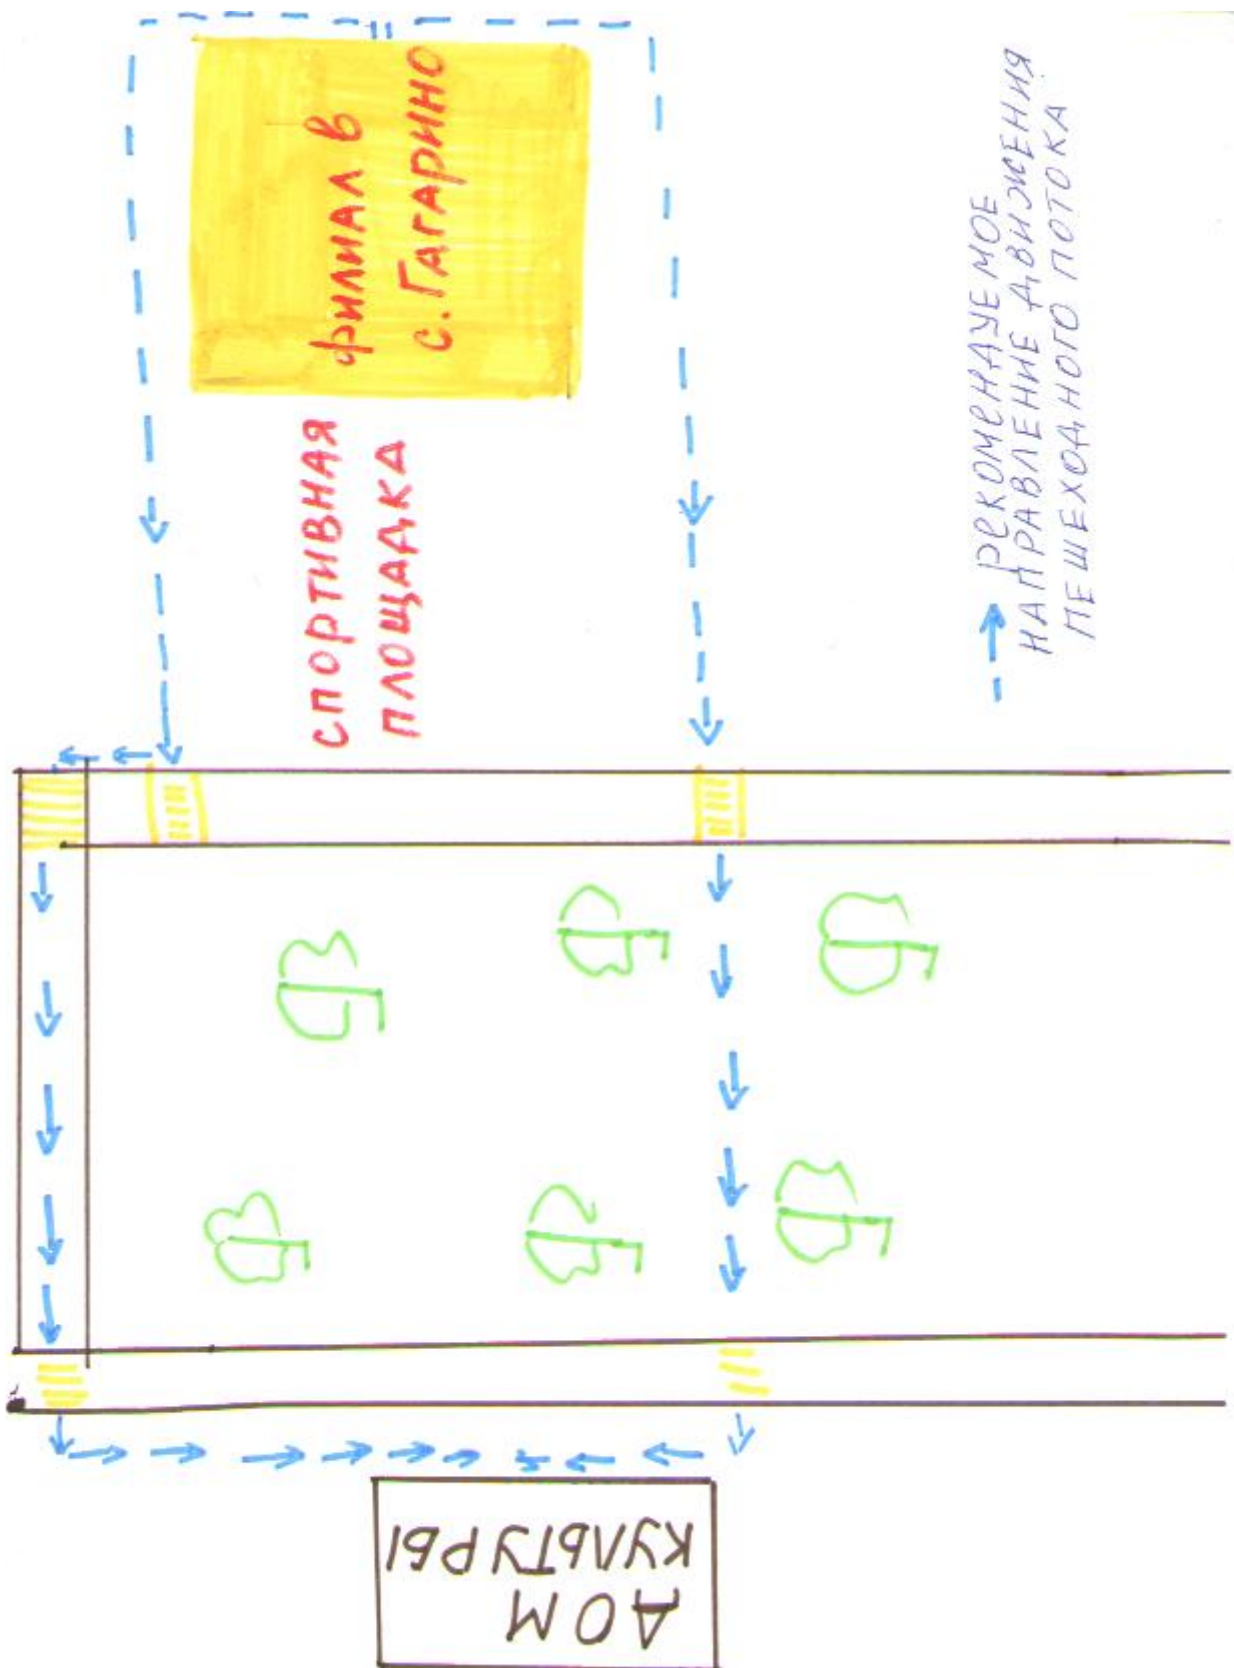 филиал в
с. Гагарино
СПОРТИВНАЯ
ПЛОЩАДКА
РЕКОМЕНДУЕМОЕ
НАПРАВЛЕНИЕ ДВИЖЕНИЯ
ПЕШЕХОДНОГО ПОТОКА
ДОМ
КУЛЬТУРЫ